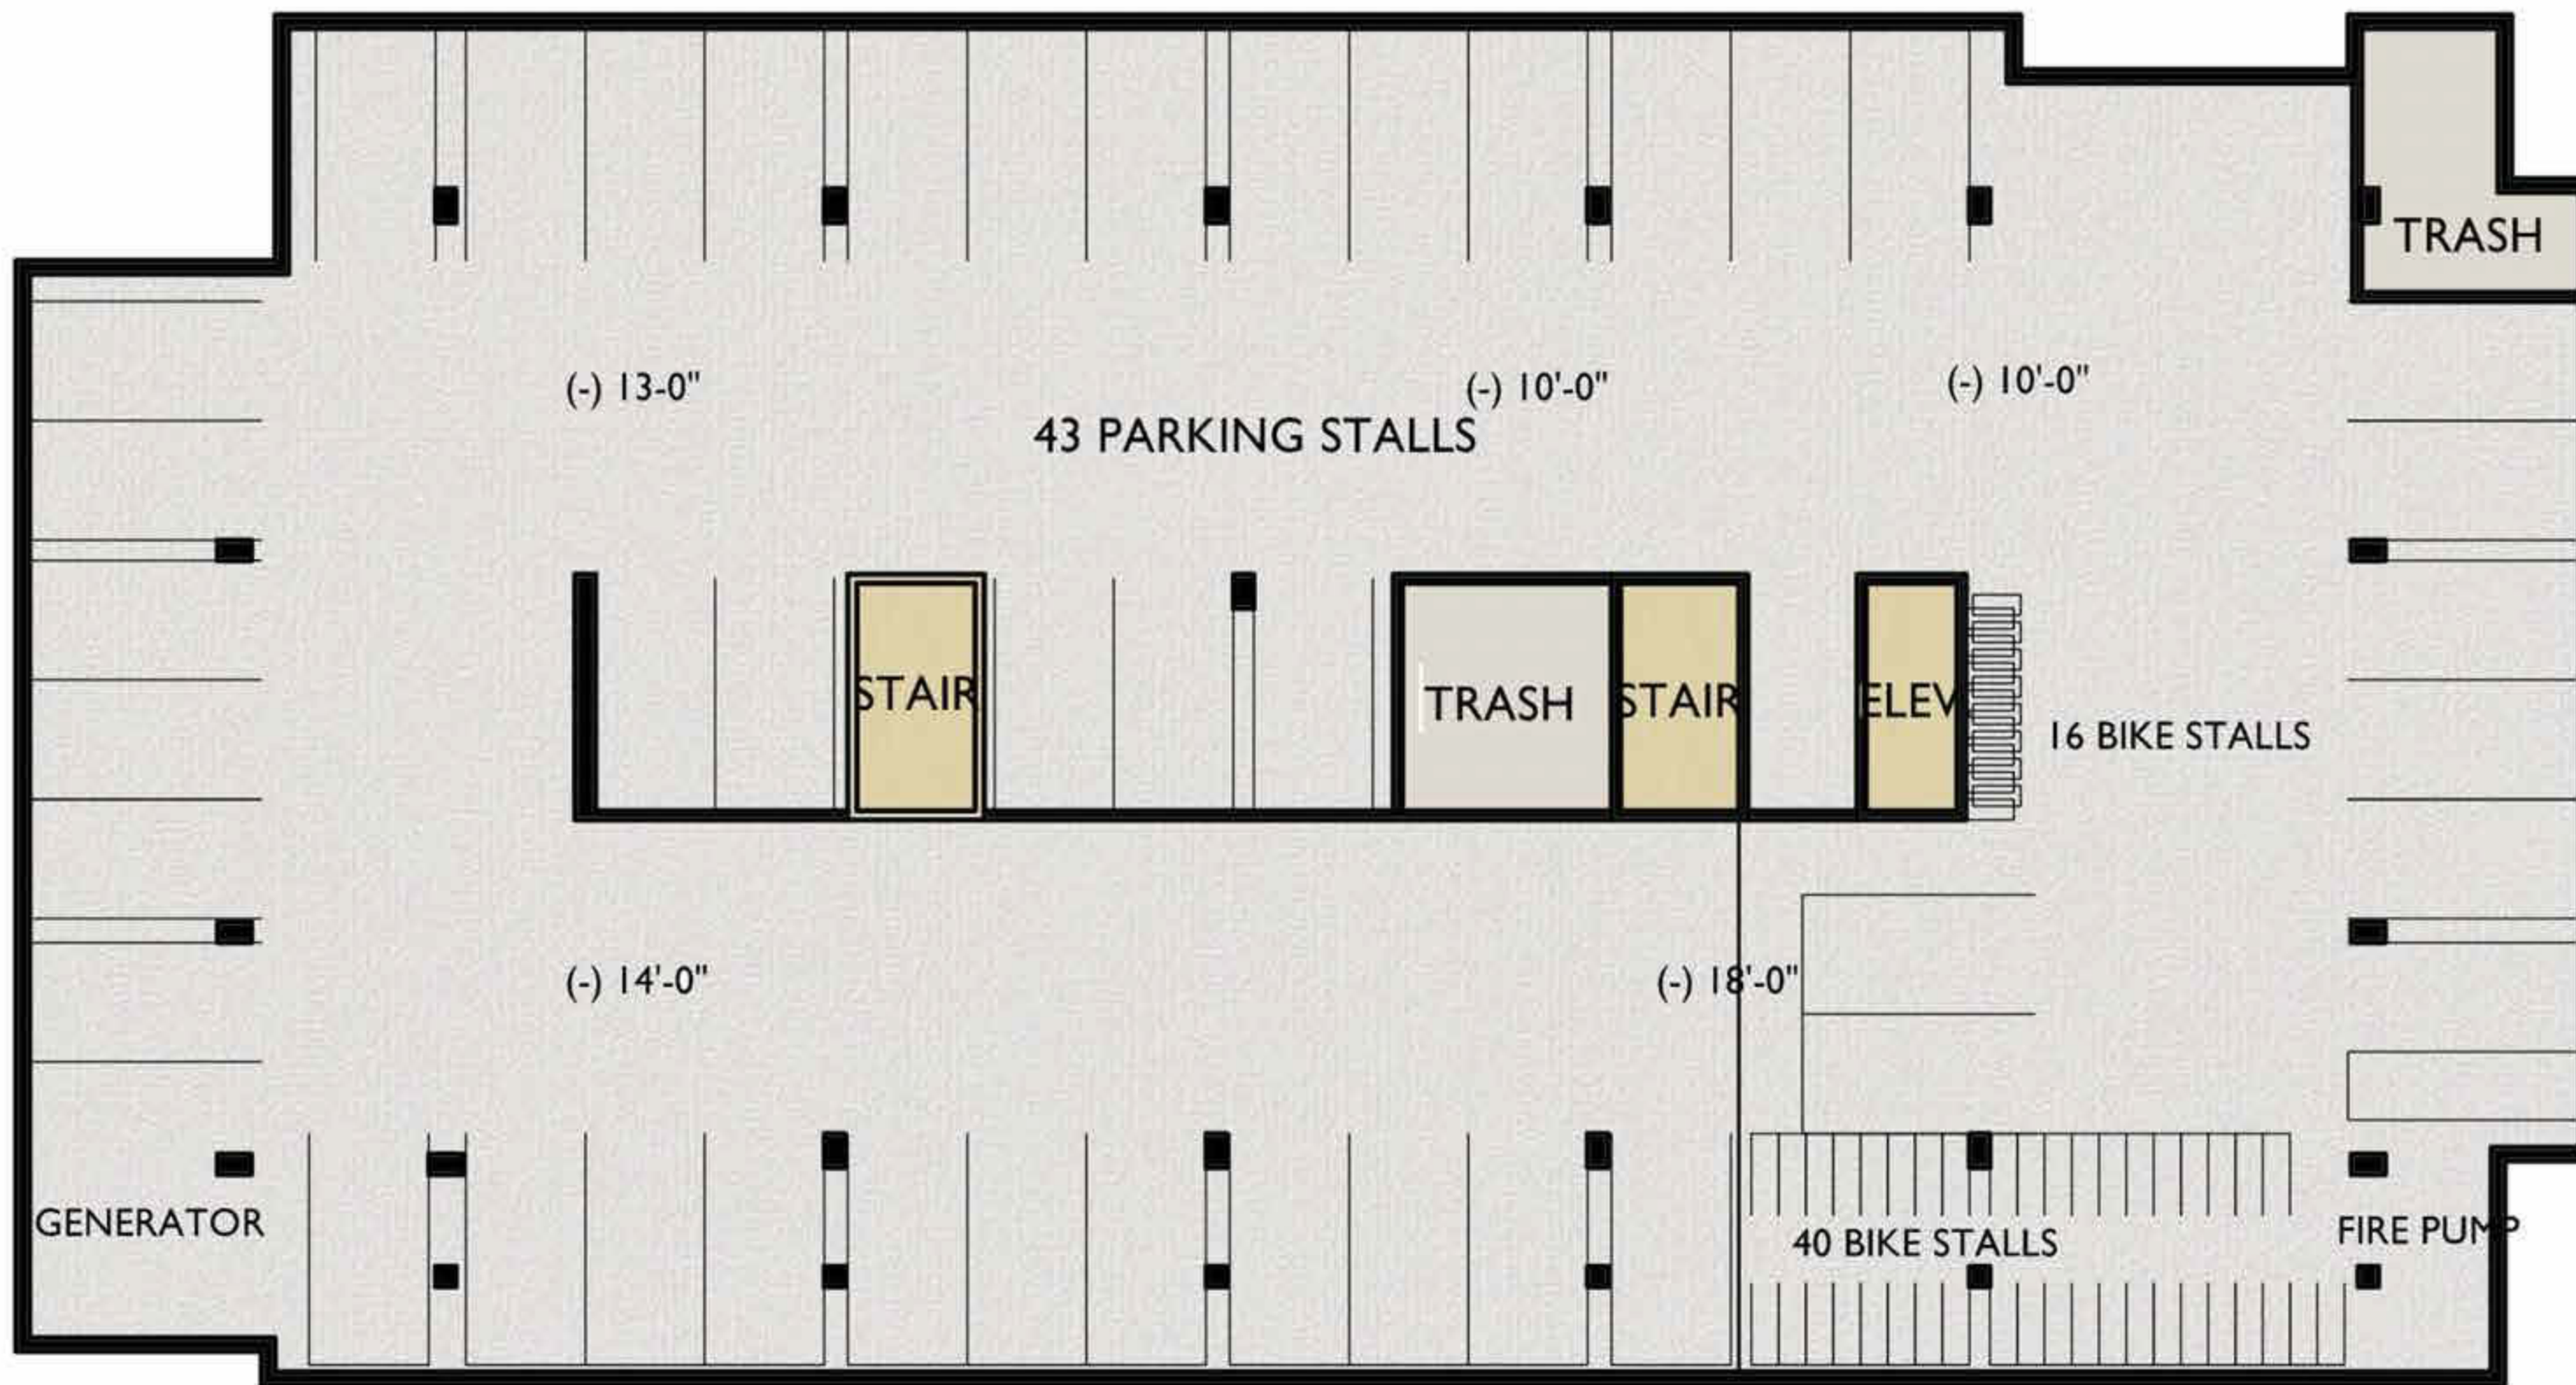 TRASH
(-) 13-0"
(-) 10'-0"
(-) 10'-0"
43 PARKING STALLS
STAIR
TRASH
STAIR
ELEV
16 BIKE STALLS
(-) 14'-0"
(-) 18'-0"
GENERATOR
40 BIKE STALLS
FIRE PUMP